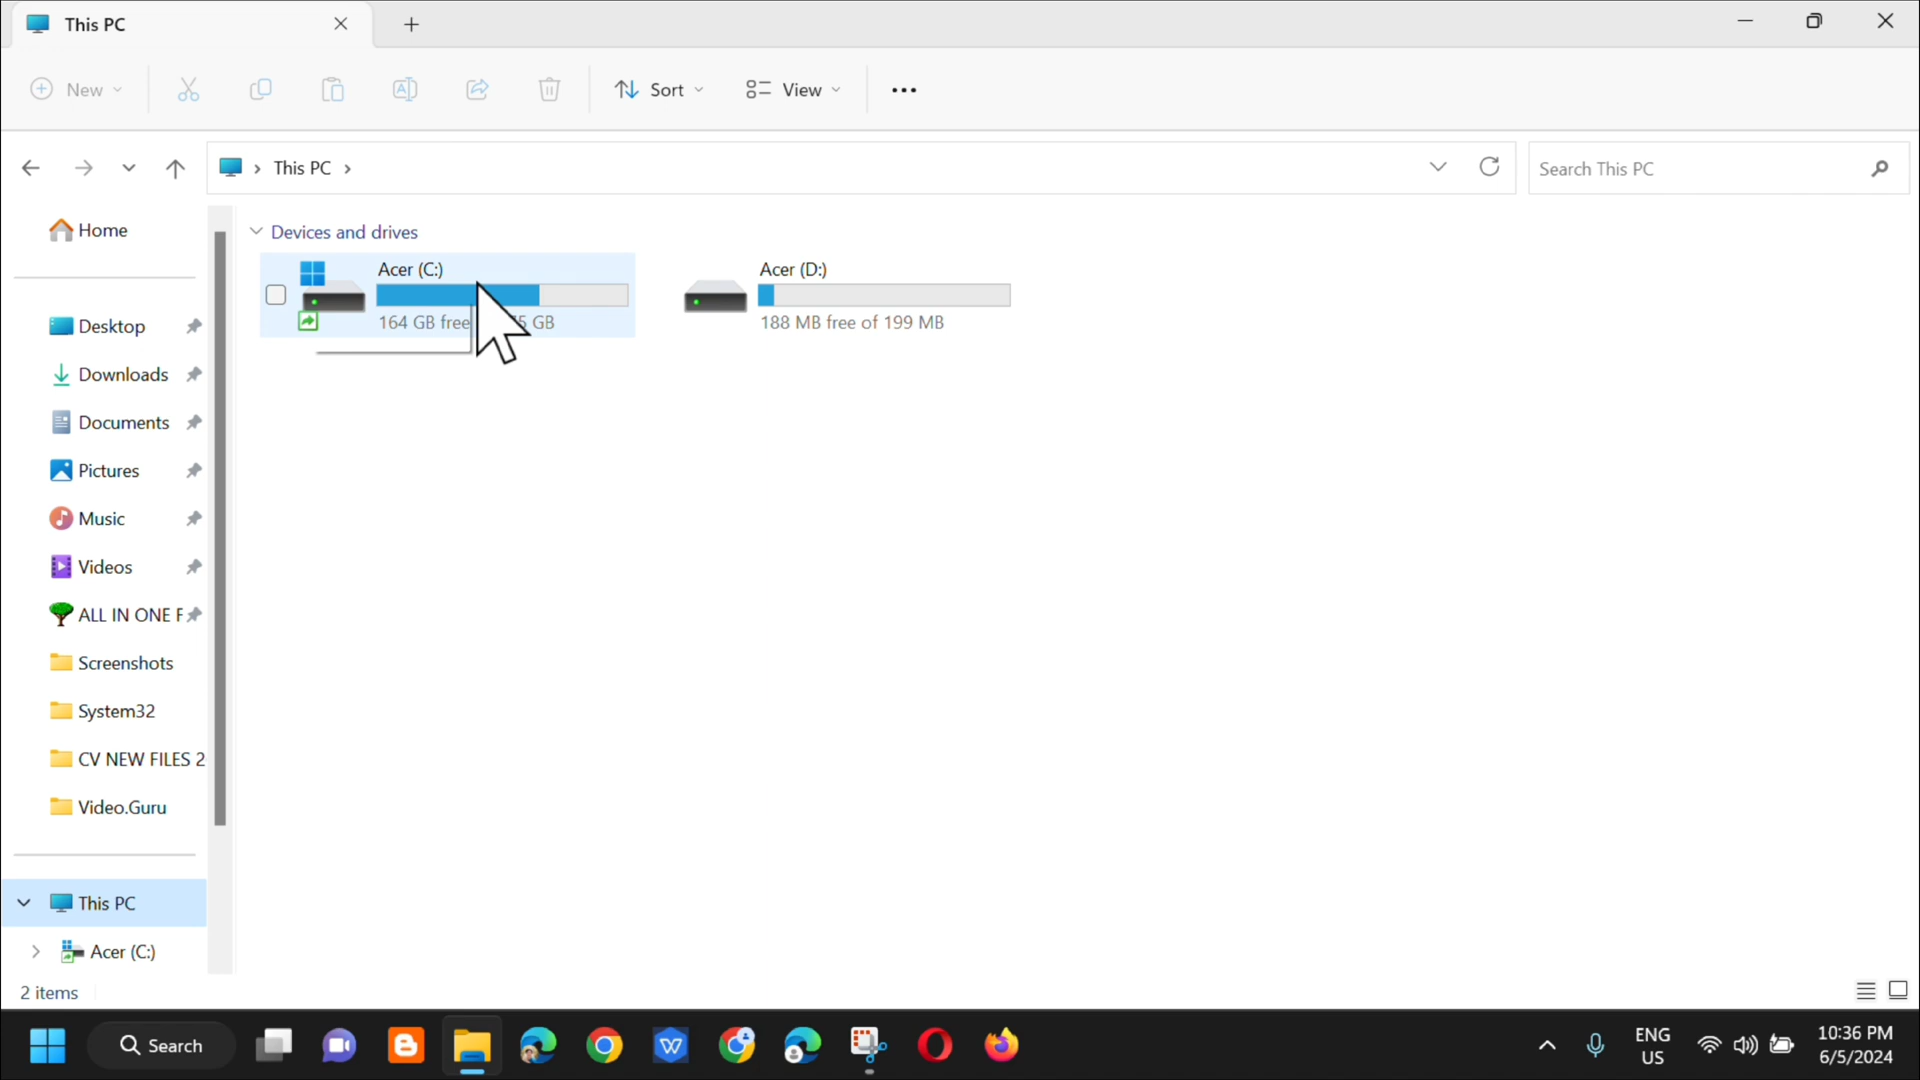 This PC
New
Sort
View
This PC
Search This PC
Home
Desktop
Downloads
Documents
Pictures
Music
Videos
ALL IN ONE F
Screenshots
System32
CV NEW FILES 2
Video.Guru
This PC
Acer (C:)
Devices and drives
Acer (C:)
164 GB free GB
Acer (D:)
188 MB free of 199 MB
2 items
Search
ENG
US
10:36 PM
6/5/2024